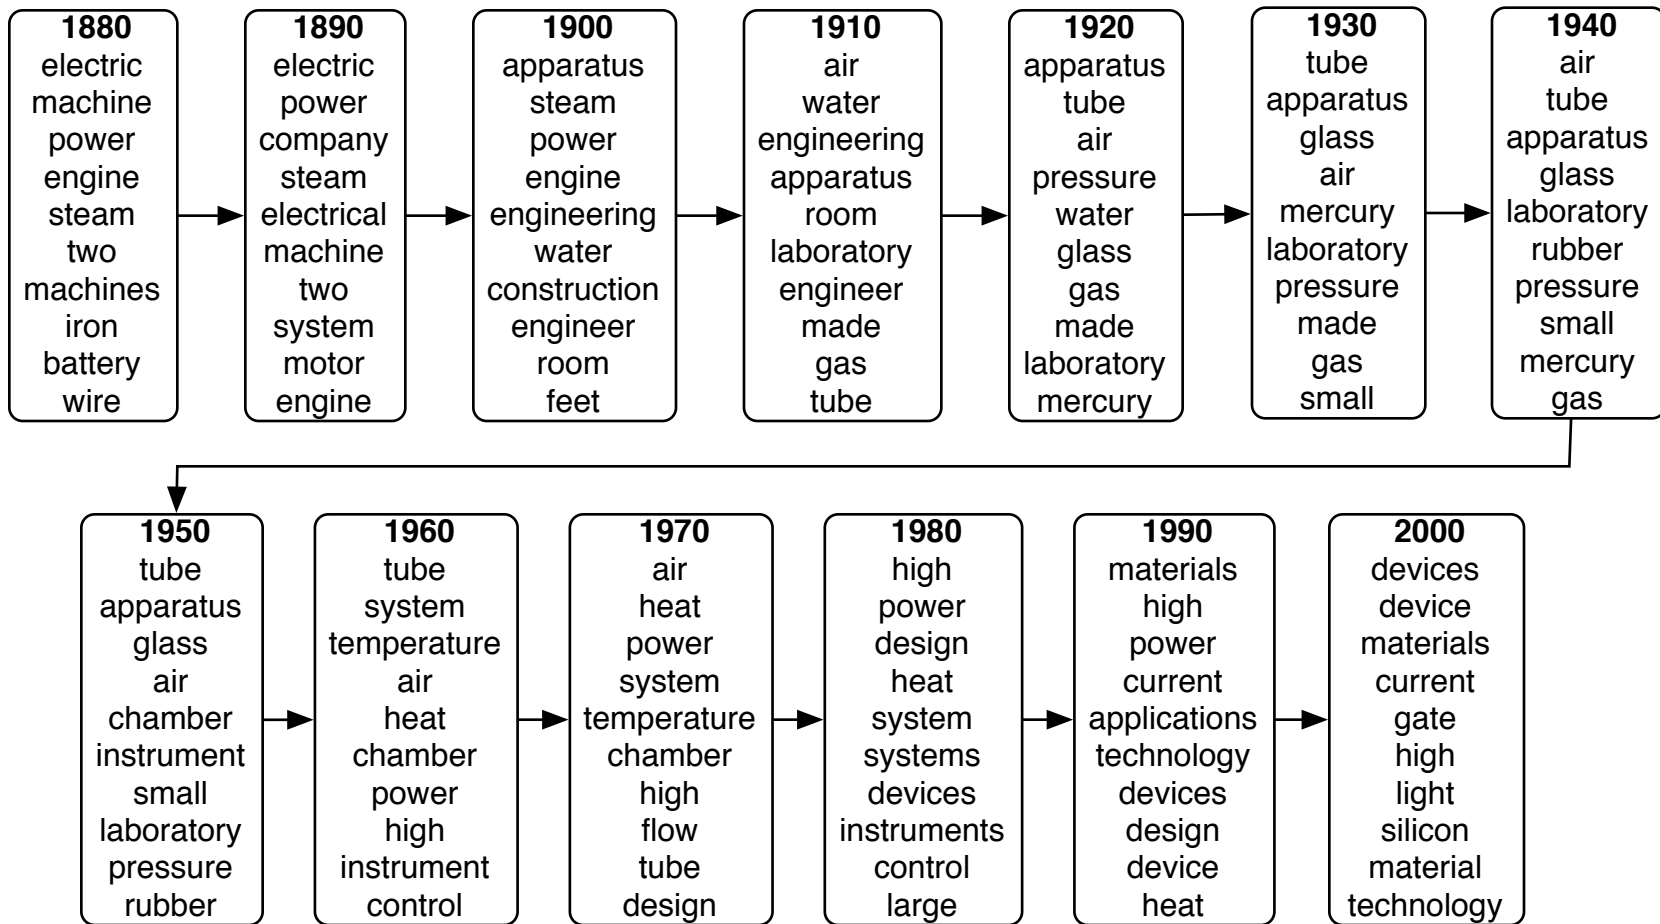 1880
electric
machine
power
engine
steam
two
machines
iron
battery
wire
1890
electric
power
company
steam
electrical
machine
two
system
motor
engine
1900
apparatus
steam
power
engine
engineering
water
construction
engineer
room
feet
1910
air
water
engineering
apparatus
room
laboratory
engineer
made
gas
tube
1920
apparatus
tube
air
pressure
water
glass
gas
made
laboratory
mercury
1930
tube
apparatus
glass
air
mercury
laboratory
pressure
made
gas
small
1940
air
tube
apparatus
glass
laboratory
rubber
pressure
small
mercury
gas
1950
tube
apparatus
glass
air
chamber
instrument
small
laboratory
pressure
rubber
1960
tube
system
temperature
air
heat
chamber
power
high
instrument
control
1970
air
heat
power
system
temperature
chamber
high
flow
tube
design
1980
high
power
design
heat
system
systems
devices
instruments
control
large
1990
materials
high
power
current
applications
technology
devices
design
device
heat
2000
devices
device
materials
current
gate
high
light
silicon
material
technology